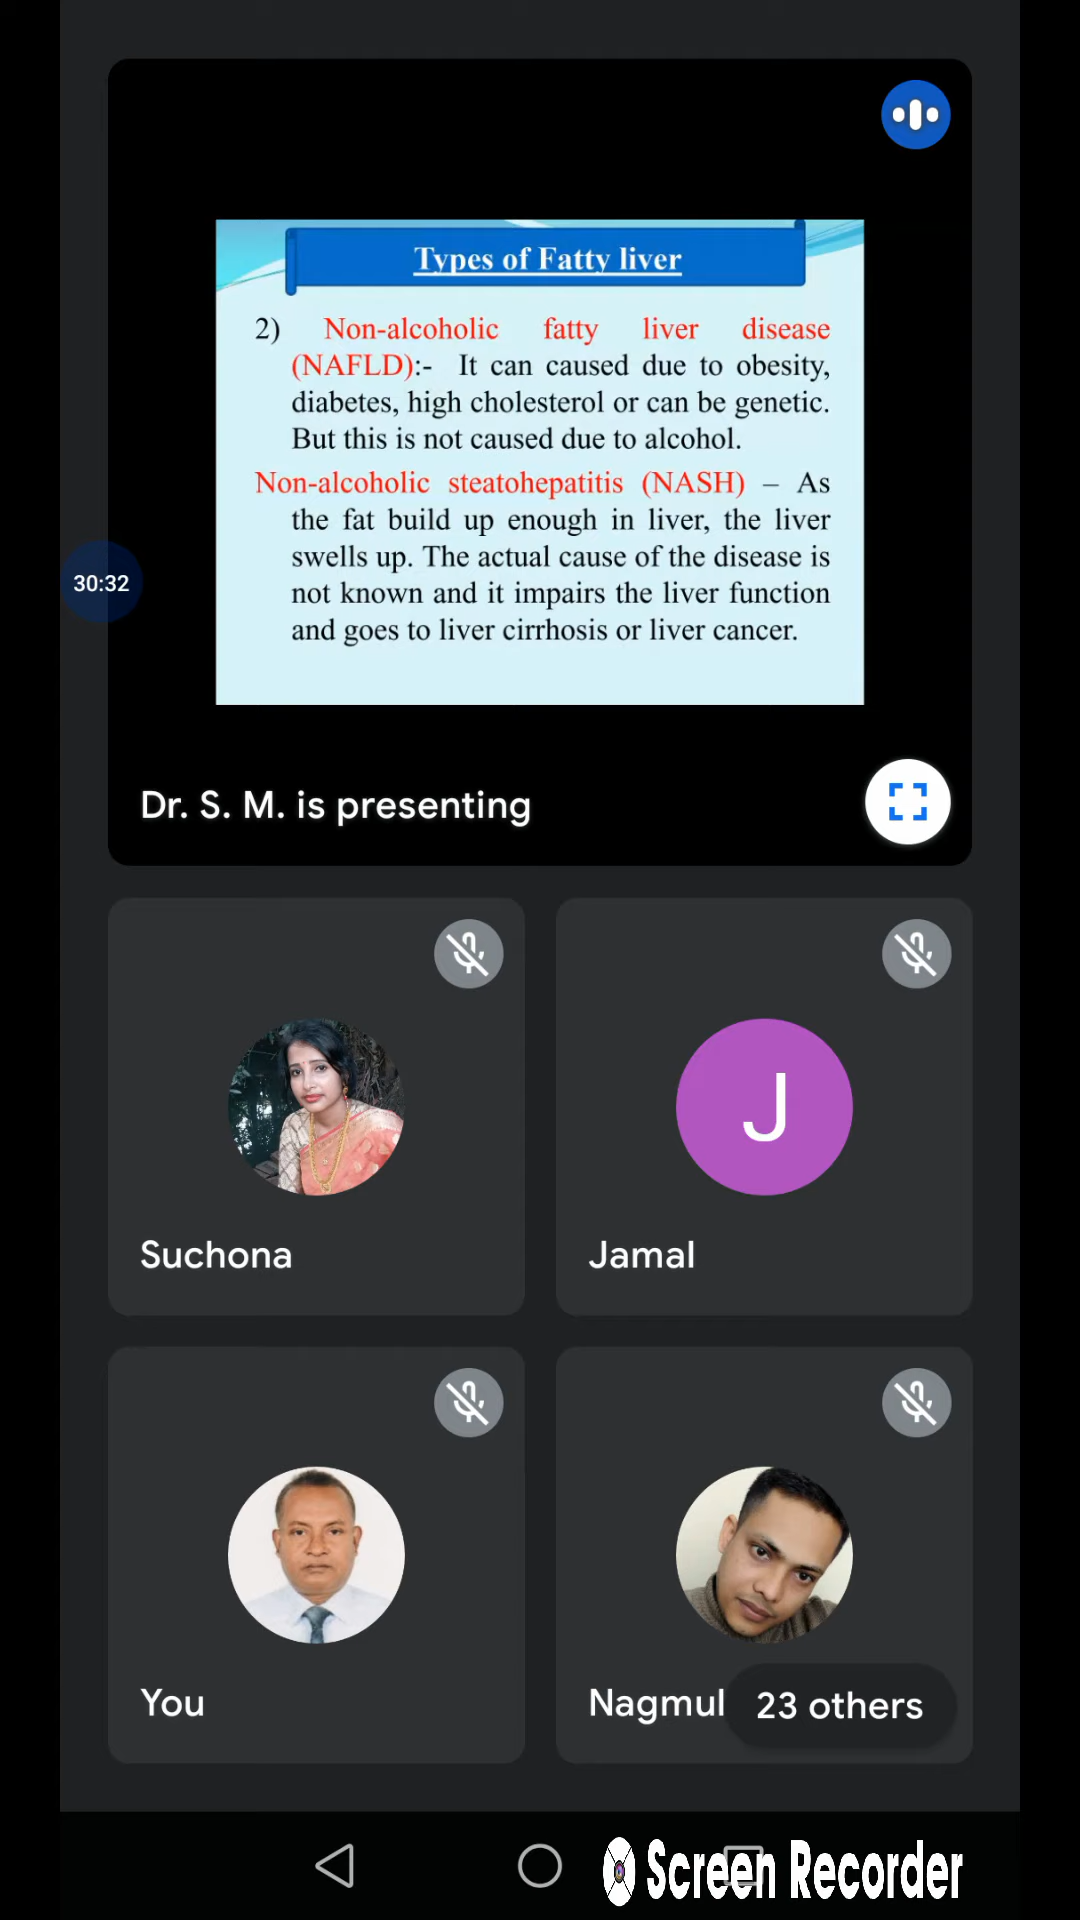 Types of Fatty liver
2) Non-alcoholic fatty liver disease
(NAFLD):- It can caused due to obesity,
diabetes, high cholesterol or can be genetic.
But this is not caused due to alcohol.
Non-alcoholic steatohepatitis (NASH) – As
the fat build up enough in liver, the liver
swells up. The actual cause of the disease is
not known and it impairs the liver function
and goes to liver cirrhosis or liver cancer.
30:32
Dr. S. M. is presenting
Suchona
J
Jamal
You
Nagmul
23 others
Screen Recorder